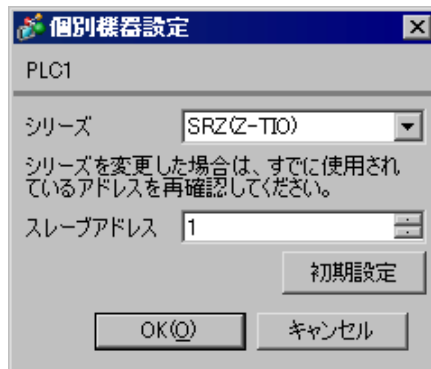 個別機器設定
PLC1
シリーズ SRZ(Z-TIO)
シリーズを変更した場合は、すでに使用され
ているアドレスを再確認してください。
スレーブアドレス 1
初期設定
OK(O) キャンセル